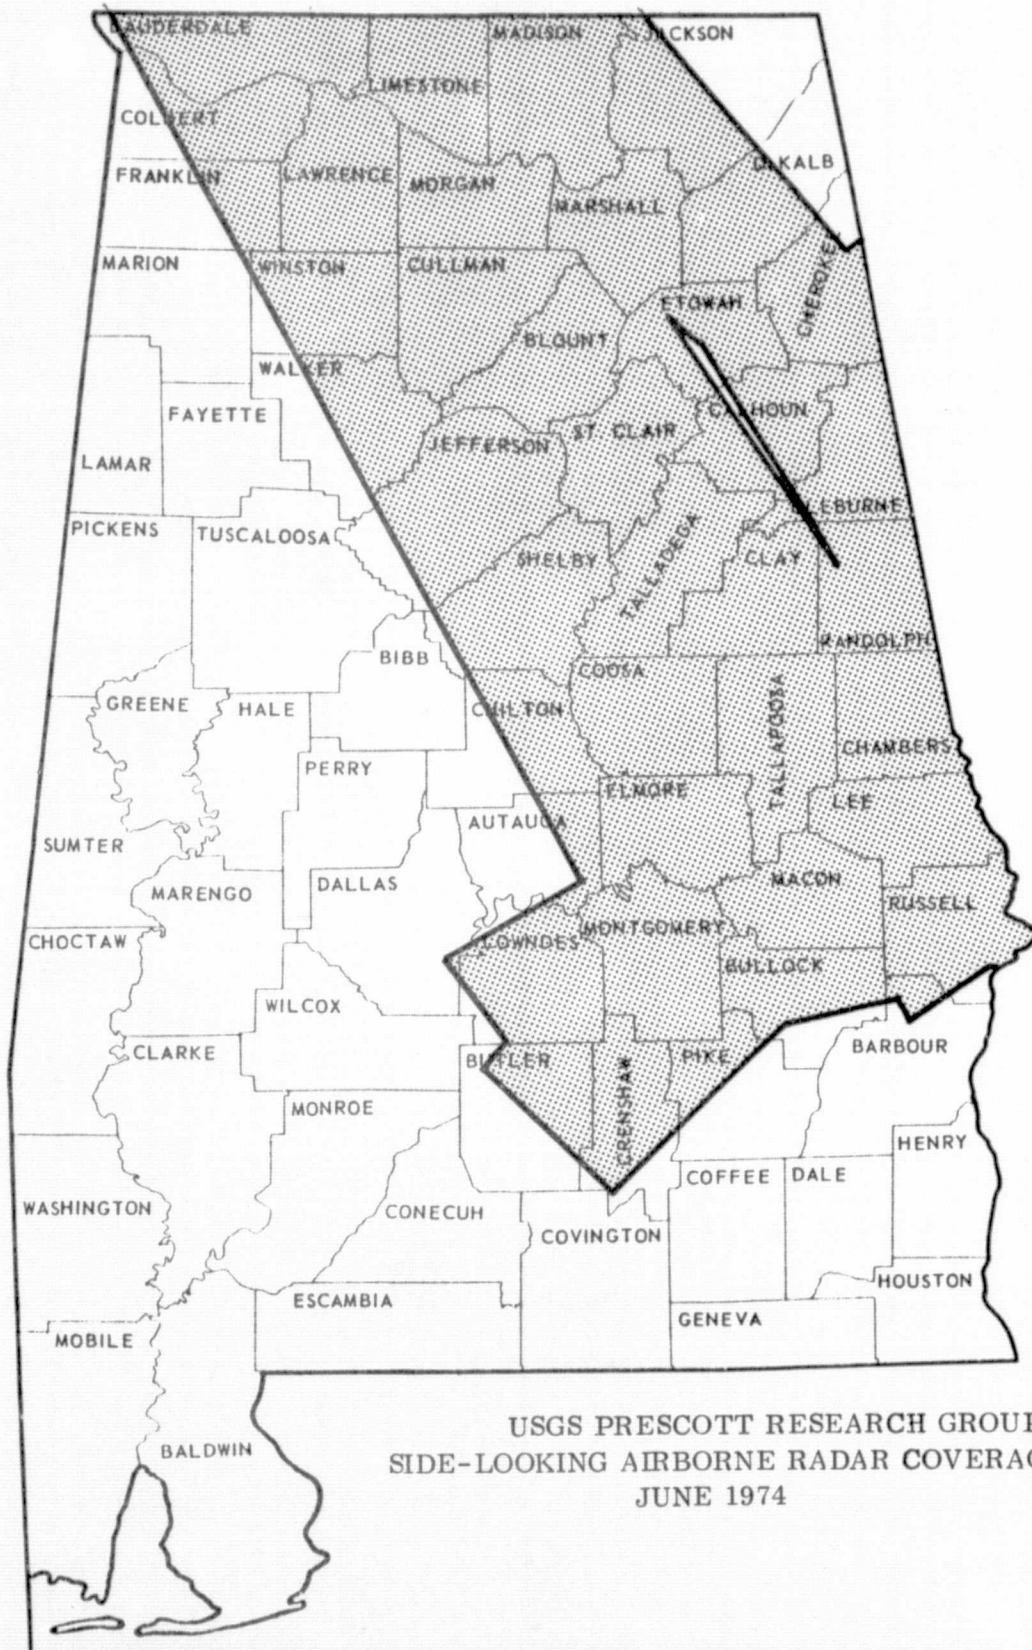 LAUDERDALE
MADISON
JACKSON
LIMESTONE
COLBERT
FRANKLIN
LAWRENCE
MORGAN
DEKALB
MARSHALL
MARION
WINSTON
CULLMAN
CHEROKEE
ETOWAH
BLOUNT
WALKER
FAYETTE
CALHOUN
JEFFERSON
ST CLAIR
LAMAR
LEBURNE
PICKENS
TUSCALOOSA
SHELBY
TALLADEGA
CLAY
RANDOLPH
BIBB
COOSA
GREENE
HALE
CHILTON
TALLAPOOSA
CHAMBERS
PERRY
ELMORE
LEE
AUTAUGA
SUMTER
DALLAS
MACON
MARENGO
RUSSELL
CHOCTAW
LOWNDES
MONTGOMERY
BULLOCK
WILCOX
CLARKE
BUTLER
PIKE
BARBOUR
CRENSHAW
MONROE
HENRY
COFFEE
DALE
WASHINGTON
CONECUH
COVINGTON
HOUSTON
ESCAMBIA
GENEVA
MOBILE
BALDWIN
USGS PRESCOTT RESEARCH GROUP
SIDE-LOOKING AIRBORNE RADAR COVERAG
JUNE 1974